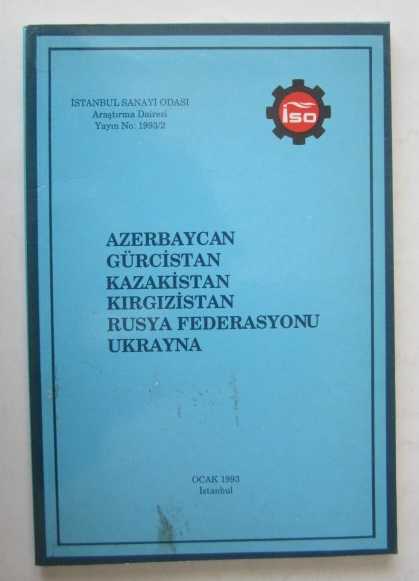 İSTANBUL SANAYİ ODASI
Araştırma Dairesi
Yayın No: 1993/2
İso
AZERBAYCAN
GÜRCİSTAN
KAZAKİSTAN
KIRGIZİSTAN
RUSYA FEDERASYONU
UKRAYNA
OCAK 1993
İstanbul